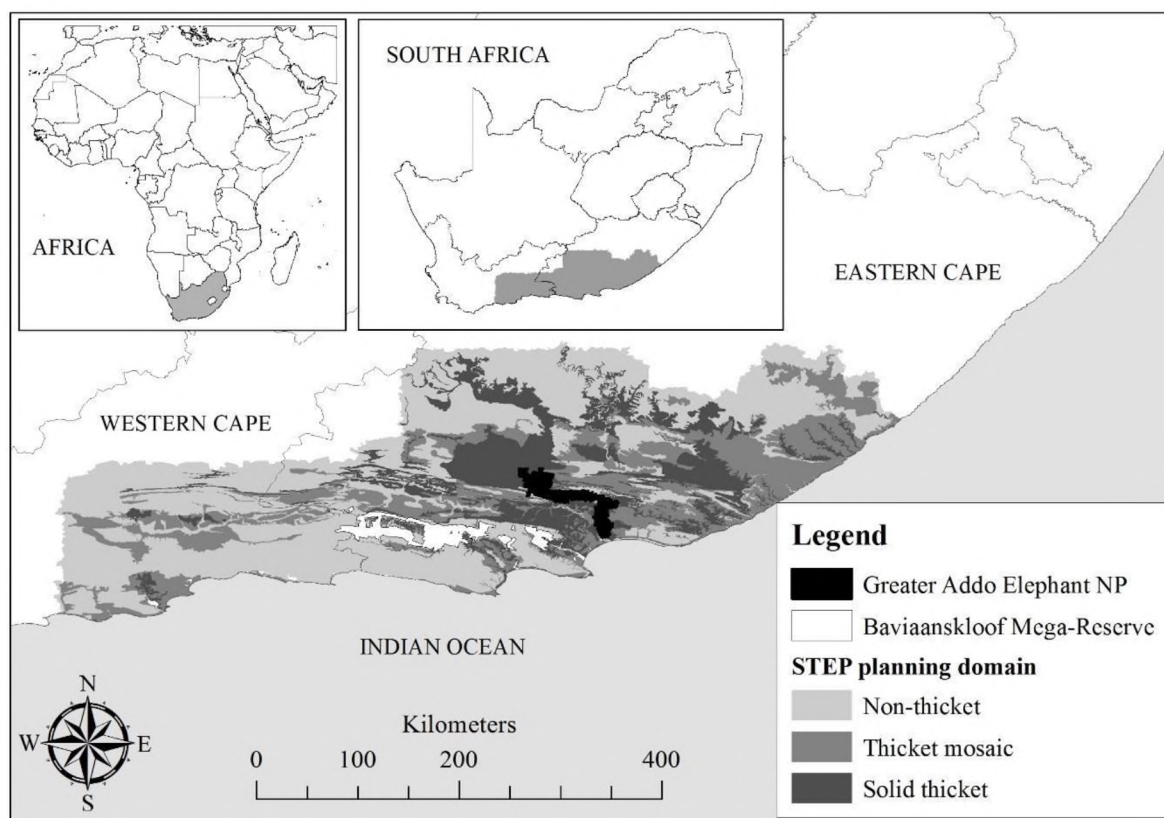 AFRICA
SOUTH AFRICA
EASTERN CAPE
WESTERN CAPE
INDIAN OCEAN
N
W E
S
Kilometers
0 100 200 400
Legend
Greater Addo Elephant NP
Baviaanskloof Mega-Reserve
STEP planning domain
Non-thicket
Thicket mosaic
Solid thicket